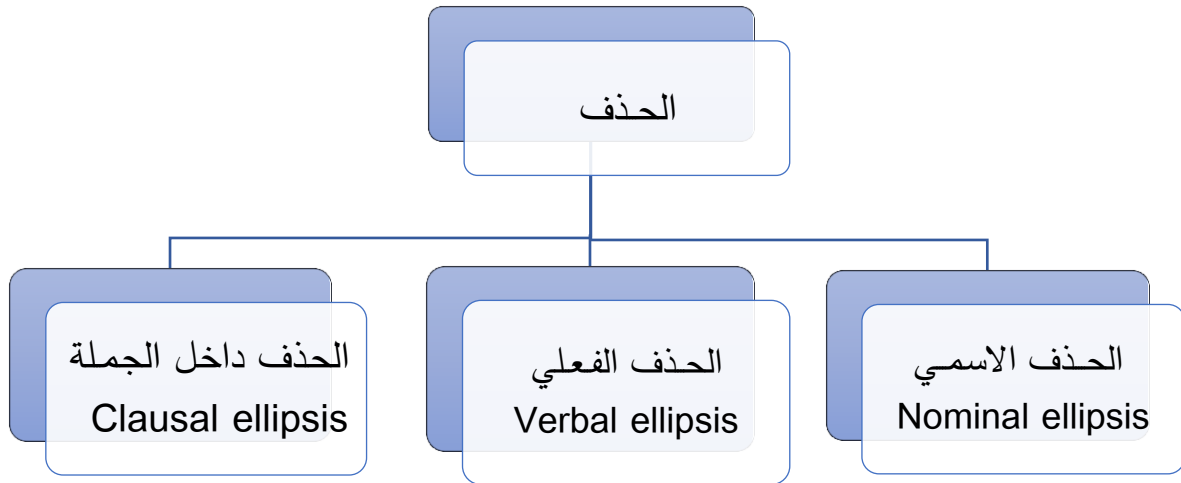 الحذف
الحذف الاسمي
Nominal ellipsis
الحذف الفعلي
Verbal ellipsis
الحذف داخل الجملة
Clausal ellipsis